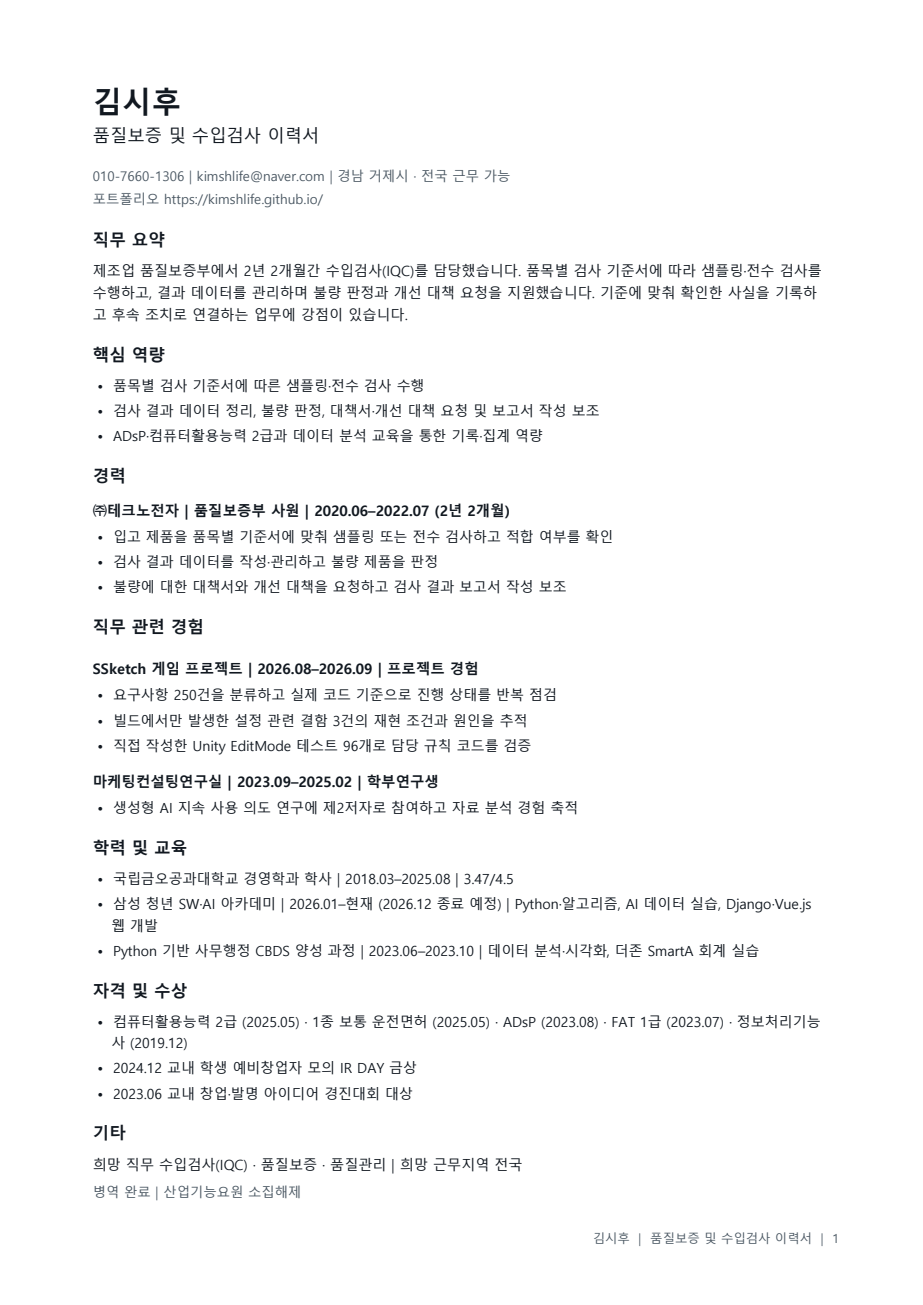 김시후
품질보증 및 수입검사 이력서
010-7660-1306 | kimshlife@naver.com | 경남 거제시 · 전국 근무 가능
포트폴리오 https://kimshlife.github.io/
직무 요약
제조업 품질보증부에서 2년 2개월간 수입검사(IQC)를 담당했습니다. 품목별 검사 기준서에 따라 샘플링·전수 검사를
수행하고, 결과 데이터를 관리하며 불량 판정과 개선 대책 요청을 지원했습니다. 기준에 맞춰 확인한 사실을 기록하
고 후속 조치로 연결하는 업무에 강점이 있습니다.
핵심 역량
• 품목별 검사 기준서에 따른 샘플링·전수 검사 수행
• 검사 결과 데이터 정리, 불량 판정, 대책서·개선 대책 요청 및 보고서 작성 보조
• ADsP·컴퓨터활용능력 2급과 데이터 분석 교육을 통한 기록·집계 역량
경력
㈜테크노전자 | 품질보증부 사원 | 2020.06–2022.07 (2년 2개월)
• 입고 제품을 품목별 기준서에 맞춰 샘플링 또는 전수 검사하고 적합 여부를 확인
• 검사 결과 데이터를 작성·관리하고 불량 제품을 판정
• 불량에 대한 대책서와 개선 대책을 요청하고 검사 결과 보고서 작성 보조
직무 관련 경험
SSketch 게임 프로젝트 | 2026.08–2026.09 | 프로젝트 경험
• 요구사항 250건을 분류하고 실제 코드 기준으로 진행 상태를 반복 점검
• 빌드에서만 발생한 설정 관련 결함 3건의 재현 조건과 원인을 추적
• 직접 작성한 Unity EditMode 테스트 96개로 담당 규칙 코드를 검증
마케팅컨설팅연구실 | 2023.09–2025.02 | 학부연구생
• 생성형 AI 지속 사용 의도 연구에 제2저자로 참여하고 자료 분석 경험 축적
학력 및 교육
• 국립금오공과대학교 경영학과 학사 | 2018.03–2025.08 | 3.47/4.5
• 삼성 청년 SW·AI 아카데미 | 2026.01–현재 (2026.12 종료 예정) | Python·알고리즘, AI 데이터 실습, Django·Vue.js
웹 개발
• Python 기반 사무행정 CBDS 양성 과정 | 2023.06–2023.10 | 데이터 분석·시각화, 더존 SmartA 회계 실습
자격 및 수상
• 컴퓨터활용능력 2급 (2025.05) · 1종 보통 운전면허 (2025.05) · ADsP (2023.08) · FAT 1급 (2023.07) · 정보처리기능
사 (2019.12)
• 2024.12 교내 학생 예비창업자 모의 IR DAY 금상
• 2023.06 교내 창업·발명 아이디어 경진대회 대상
기타
희망 직무 수입검사(IQC) · 품질보증 · 품질관리 | 희망 근무지역 전국
병역 완료 | 산업기능요원 소집해제
김시후 | 품질보증 및 수입검사 이력서 | 1